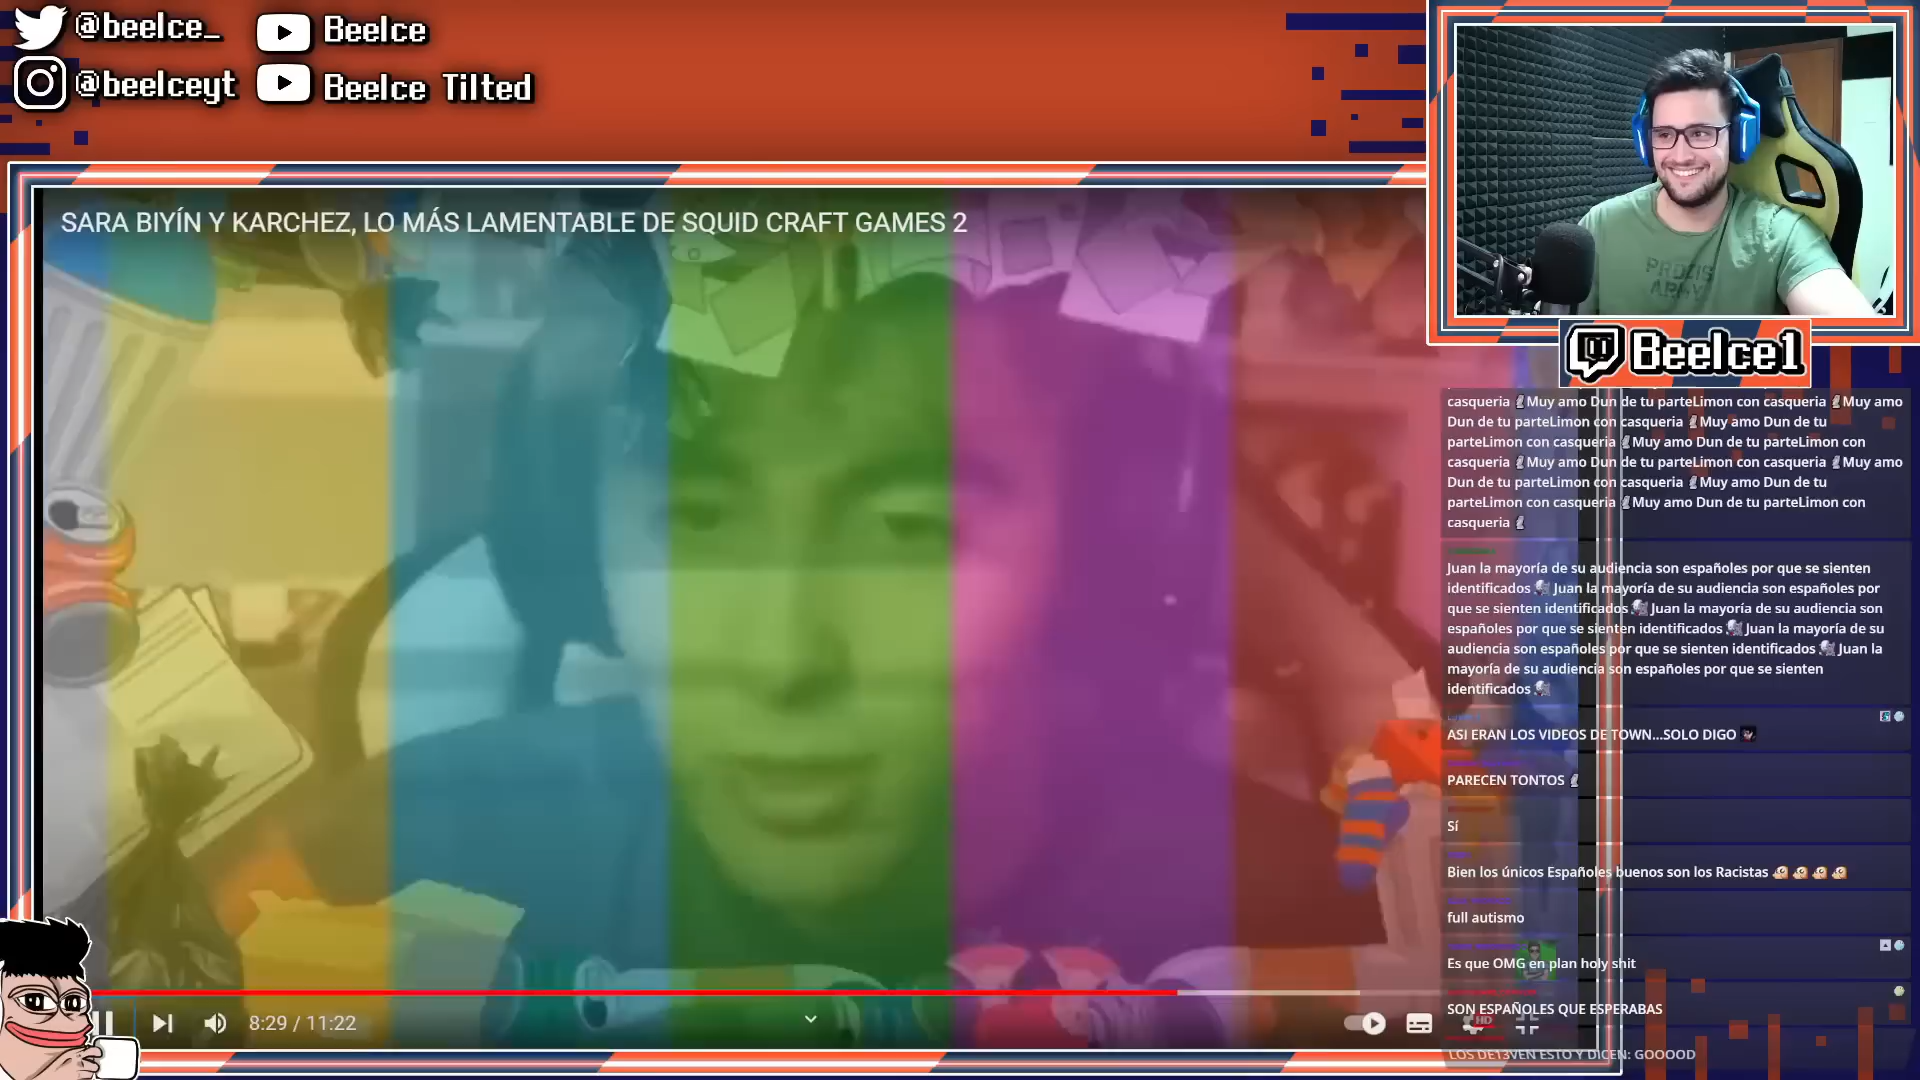 @beelce_
Beelce
@beelceyt
Beelce Tilted
SARA BIYÍN Y KARCHEZ, LO MÁS LAMENTABLE DE SQUID CRAFT GAMES 2
PROZIS
ARMY
Beelce1
casqueria Muy amo Dun de tu parteLimon con casqueria Muy amo
Dun de tu parteLimon con casqueria Muy amo Dun de tu
parteLimon con casqueria Muy amo Dun de tu parteLimon con
casqueria Muy amo Dun de tu parteLimon con casqueria Muy amo
Dun de tu parteLimon con casqueria Muy amo Dun de tu
parteLimon con casqueria Muy amo Dun de tu parteLimon con
casqueria
Juan la mayoría de su audiencia son españoles por que se sienten
identificados Juan la mayoría de su audiencia son españoles por
que se sienten identificados Juan la mayoría de su audiencia son
españoles por que se sienten identificados Juan la mayoría de su
audiencia son españoles por que se sienten identificados Juan la
mayoría de su audiencia son españoles por que se sienten
identificados
ASI ERAN LOS VIDEOS DE TOWN...SOLO DIGO
PARECEN TONTOS
Sí
Bien los únicos Españoles buenos son los Racistas
full autismo
Es que OMG en plan holy shit
SON ESPAÑOLES QUE ESPERABAS
LOS DE13VEN ESTO Y DICEN: GOOOOD
8:29 / 11:22
HD